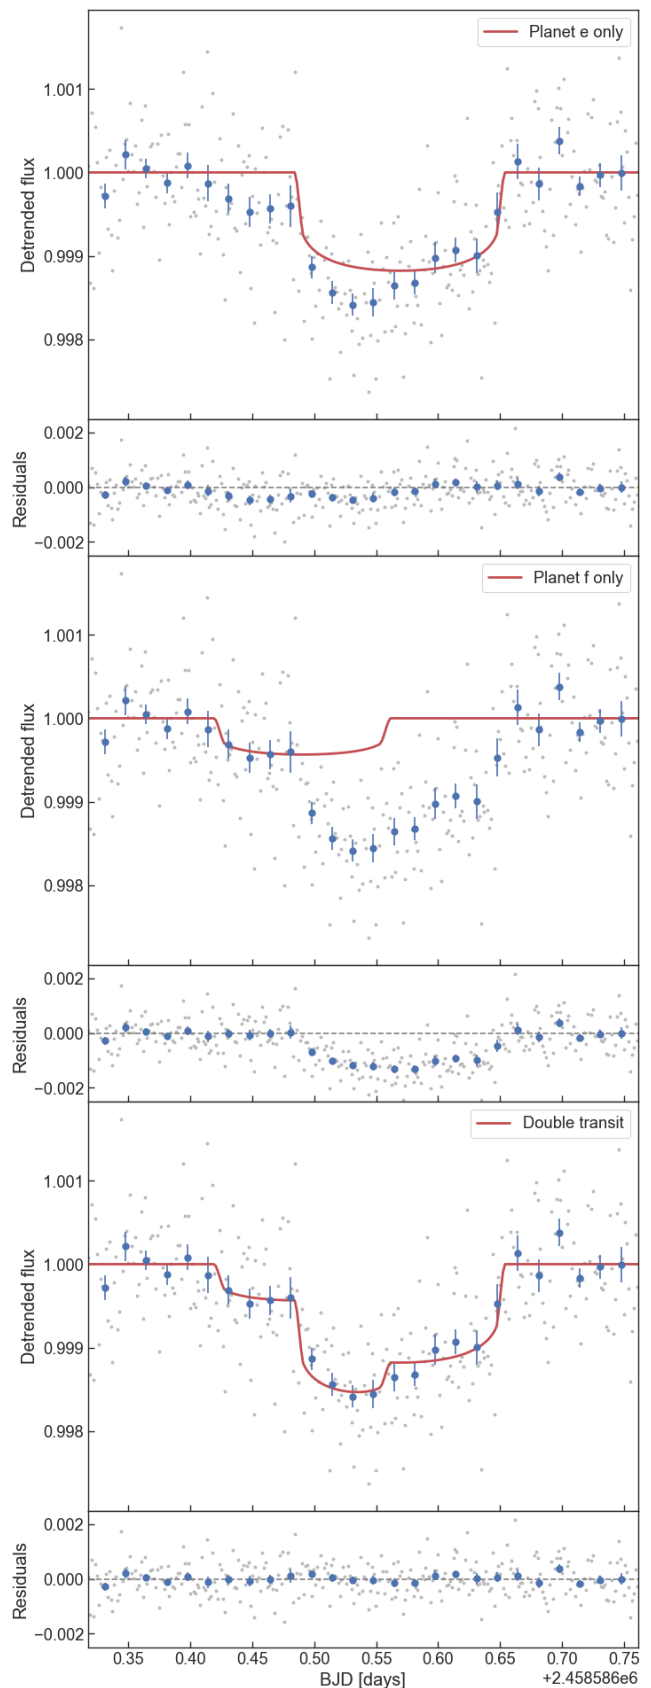 Planet e only
1.001
1.000
0.999
0.998
Detrended flux
0.002
0.000
−0.002
Residuals
Planet f only
1.001
1.000
0.999
0.998
Detrended flux
0.002
0.000
−0.002
Residuals
Double transit
1.001
1.000
0.999
0.998
Detrended flux
0.002
0.000
−0.002
Residuals
0.35 0.40 0.45 0.50 0.55 0.60 0.65 0.70 0.75
BJD [days]
+2.458586e6